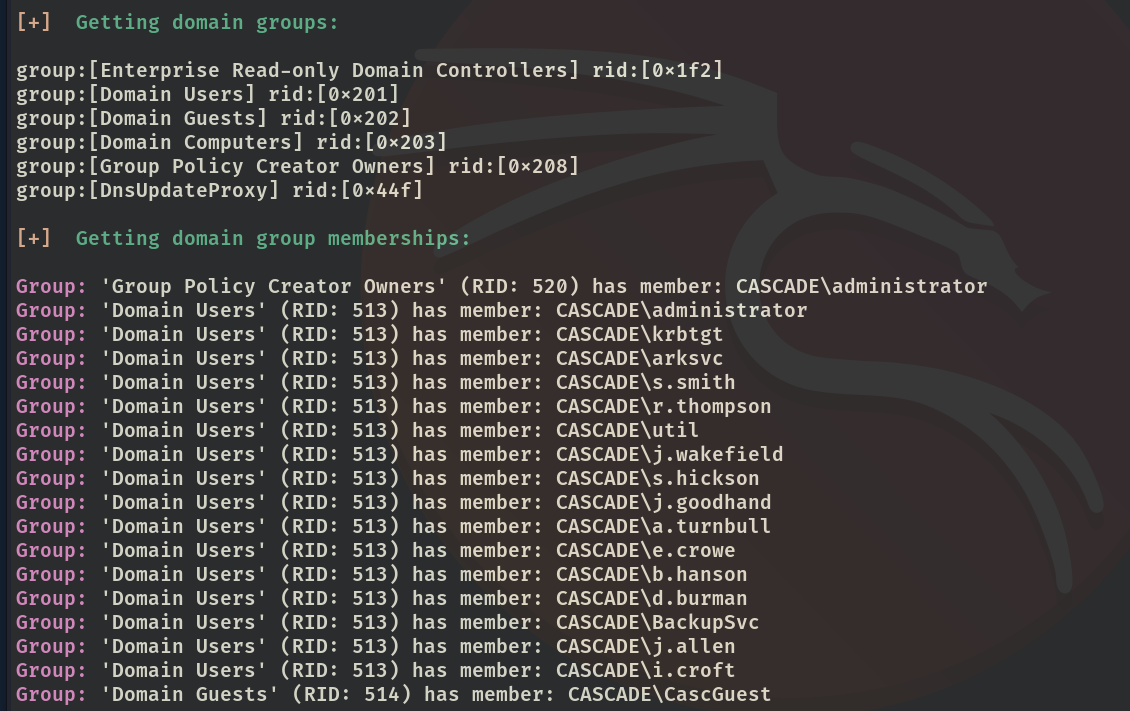 [+] Getting domain groups:
group:[Enterprise Read-only Domain Controllers] rid:[0×1f2]
group:[Domain Users] rid:[0×201]
group:[Domain Guests] rid:[0×202]
group:[Domain Computers] rid:[0×203]
group:[Group Policy Creator Owners] rid:[0×208]
group:[DnsUpdateProxy] rid:[0×44f]
[+] Getting domain group memberships:
Group: 'Group Policy Creator Owners' (RID: 520) has member: CASCADE\administrator
Group: 'Domain Users' (RID: 513) has member: CASCADE\administrator
Group: 'Domain Users' (RID: 513) has member: CASCADE\krbtgt
Group: 'Domain Users' (RID: 513) has member: CASCADE\arksvc
Group: 'Domain Users' (RID: 513) has member: CASCADE\s.smith
Group: 'Domain Users' (RID: 513) has member: CASCADE\r.thompson
Group: 'Domain Users' (RID: 513) has member: CASCADE\util
Group: 'Domain Users' (RID: 513) has member: CASCADE\j.wakefield
Group: 'Domain Users' (RID: 513) has member: CASCADE\s.hickson
Group: 'Domain Users' (RID: 513) has member: CASCADE\j.goodhand
Group: 'Domain Users' (RID: 513) has member: CASCADE\a.turnbull
Group: 'Domain Users' (RID: 513) has member: CASCADE\e.crowe
Group: 'Domain Users' (RID: 513) has member: CASCADE\b.hanson
Group: 'Domain Users' (RID: 513) has member: CASCADE\d.burman
Group: 'Domain Users' (RID: 513) has member: CASCADE\BackupSvc
Group: 'Domain Users' (RID: 513) has member: CASCADE\j.allen
Group: 'Domain Users' (RID: 513) has member: CASCADE\i.croft
Group: 'Domain Guests' (RID: 514) has member: CASCADE\CascGuest